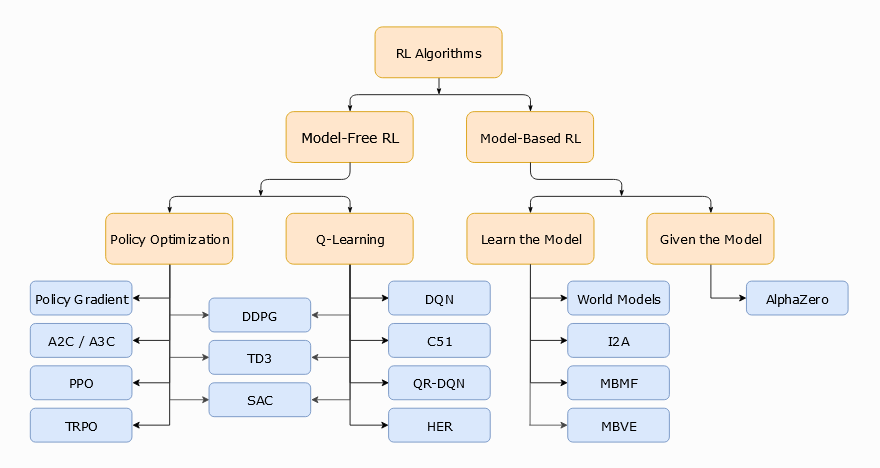 RL Algorithms
Model-Free RL
Model-Based RL
Policy Optimization
Q-Learning
Learn the Model
Given the Model
Policy Gradient
DDPG
DQN
World Models
AlphaZero
A2C / A3C
TD3
C51
I2A
PPO
SAC
QR-DQN
MBMF
TRPO
HER
MBVE